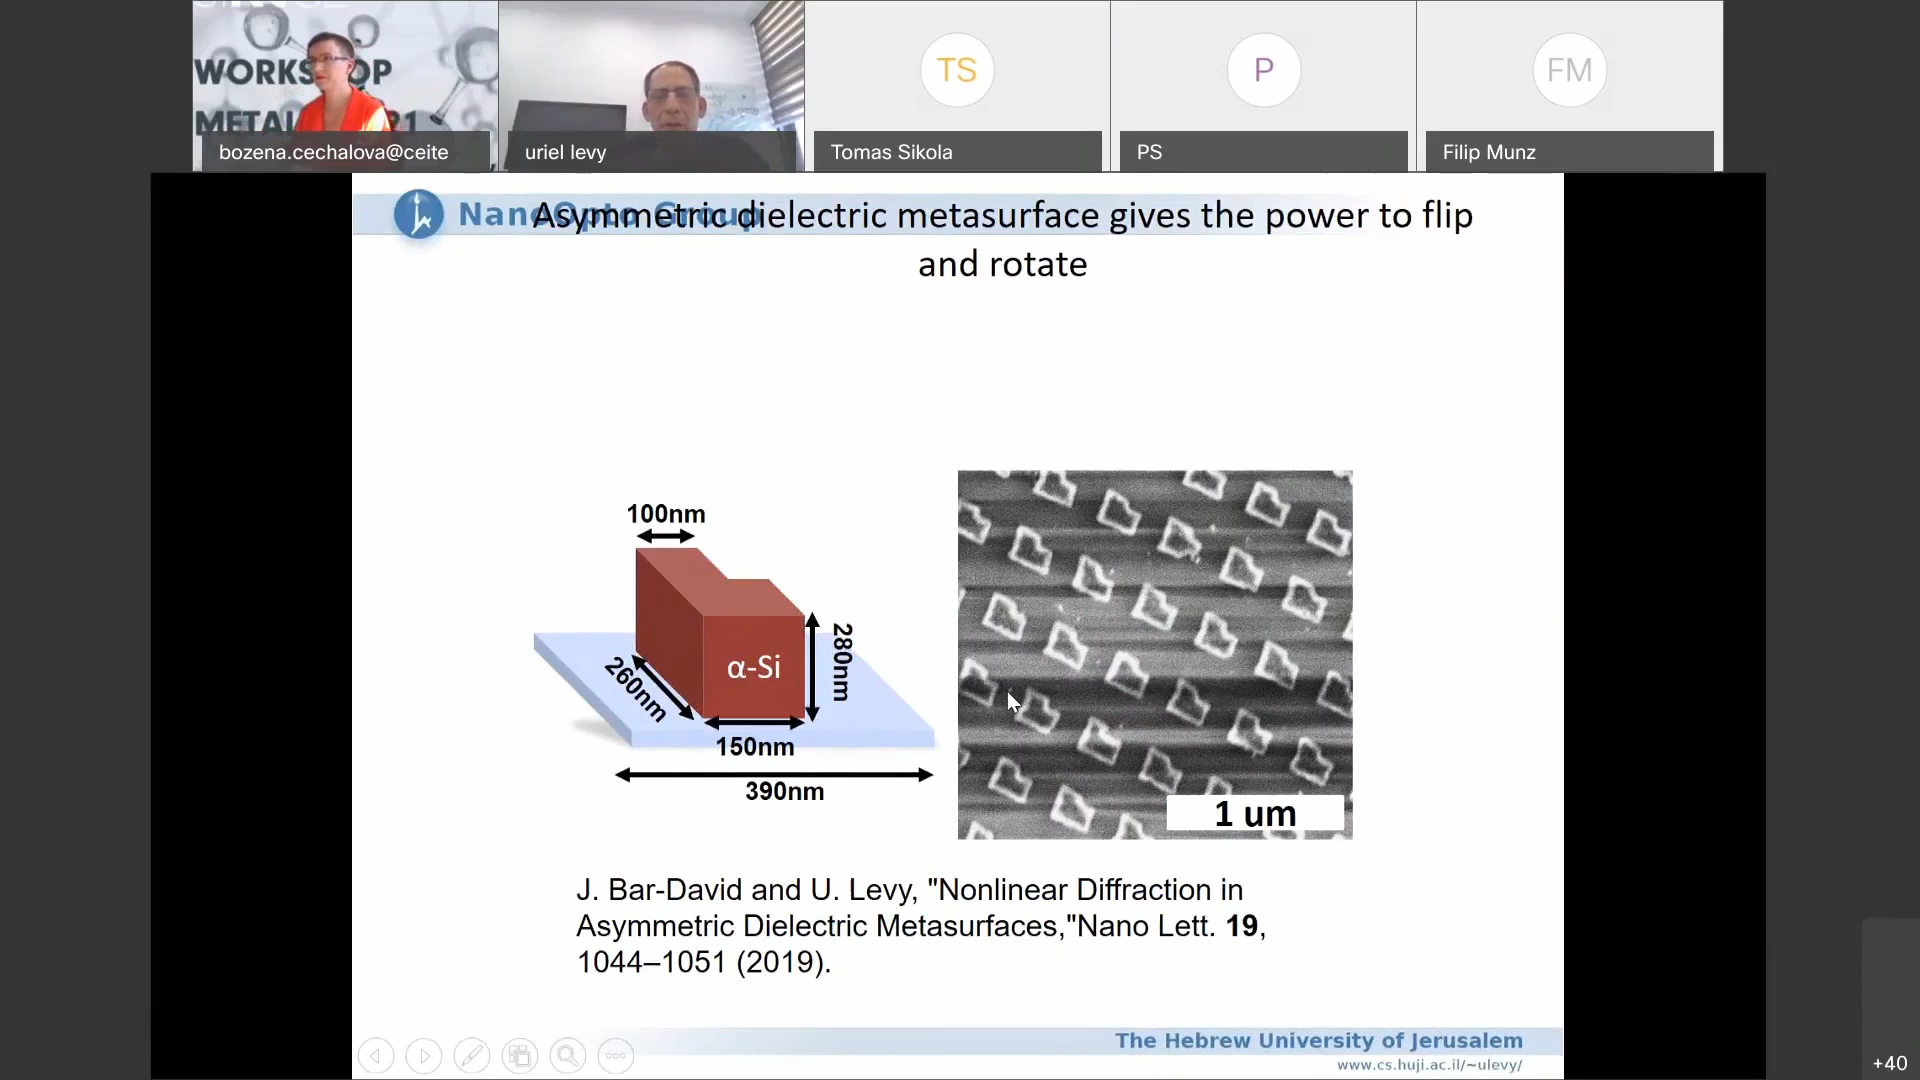 WORKSHOP
bozena.cechalova@ceite
uriel levy
TS
Tomas Sikola
P
PS
FM
Filip Munz
NanoOpto Group
Asymmetric dielectric metasurface gives the power to flip
and rotate
100nm
α-Si
280nm
260nm
150nm
390nm
1 um
J. Bar-David and U. Levy, "Nonlinear Diffraction in
Asymmetric Dielectric Metasurfaces,"Nano Lett. 19,
1044–1051 (2019).
The Hebrew University of Jerusalem
www.cs.huji.ac.il/~ulevy/
+40